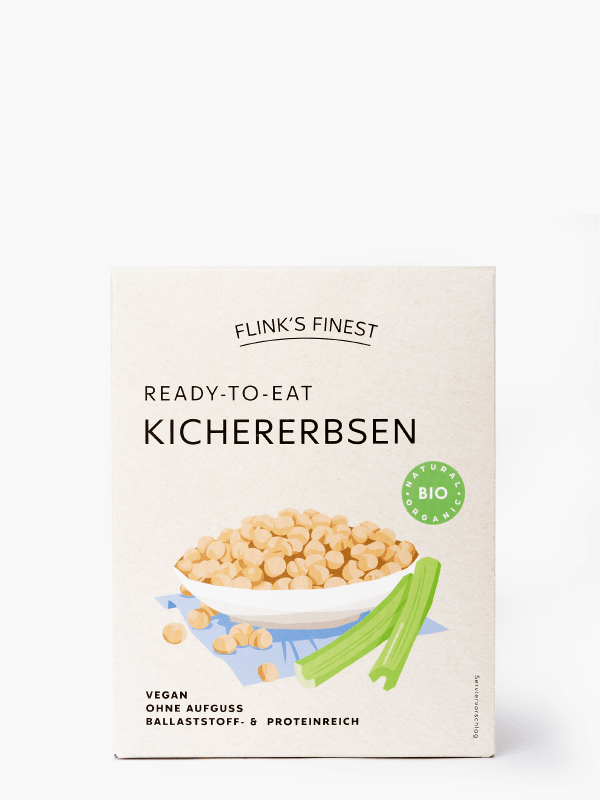 FLINK'S FINEST
READY-TO-EAT
KICHERERBSEN
NATURAL
BIO
ORGANIC
VEGAN
OHNE AUFGUSS
BALLASTSTOFF- & PROTEINREICH
Serviervorschlag